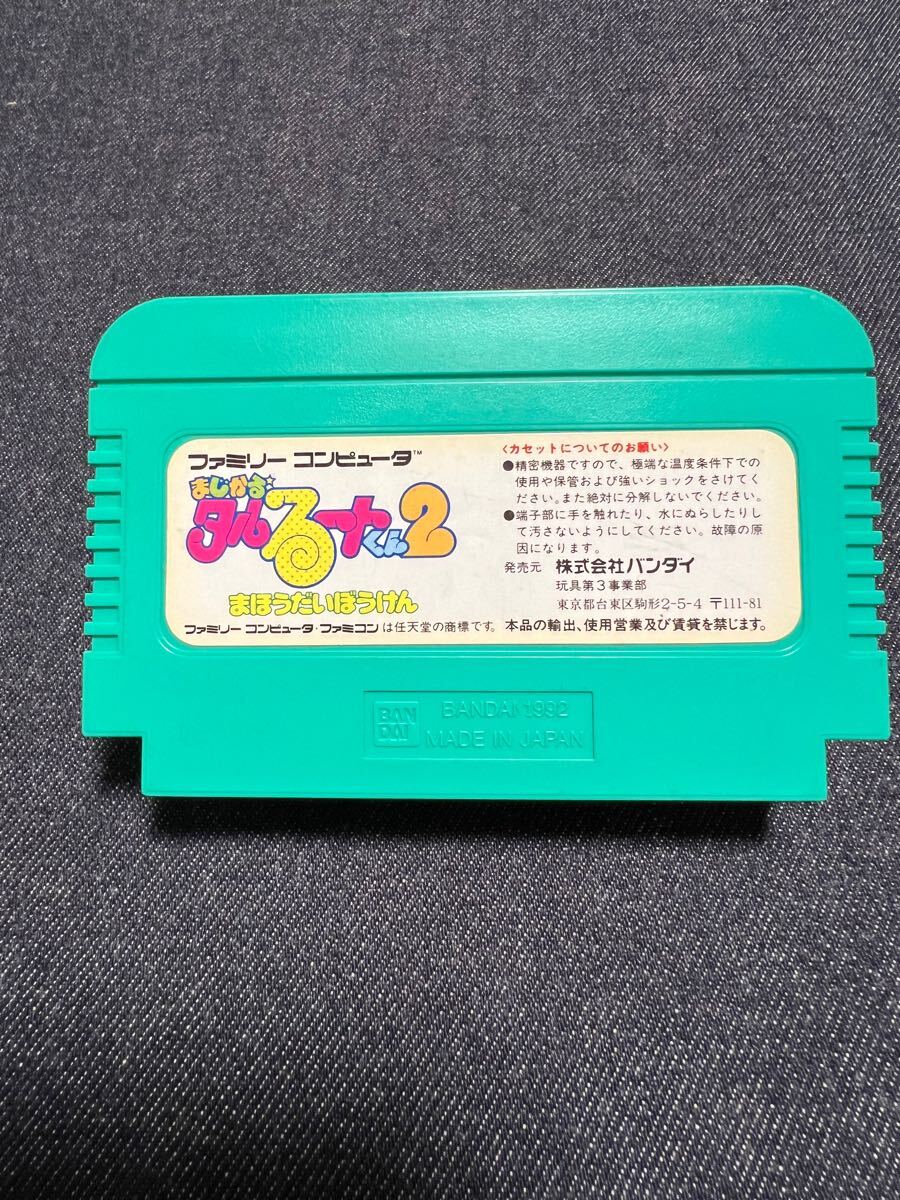 ファミリー コンピュータ™
まじかる★
タルるートくん2
まほうだいぼうけん
ファミリー コンピュータ・ファミコン は任天堂の商標です。
〈カセットについてのお願い〉
●精密機器ですので、極端な温度条件下での
使用や保管および強いショックをさけてく
ださい。また絶対に分解しないでください。
●端子部に手を触れたり、水にぬらしたりし
て汚さないようにしてください。故障の原
因になります。
発売元 株式会社バンダイ
玩具第3事業部
東京都台東区駒形2-5-4 〒111-81
本品の輸出、使用営業及び賃貸を禁じます。
BAN
DAI
BANDAI 1992
MADE IN JAPAN